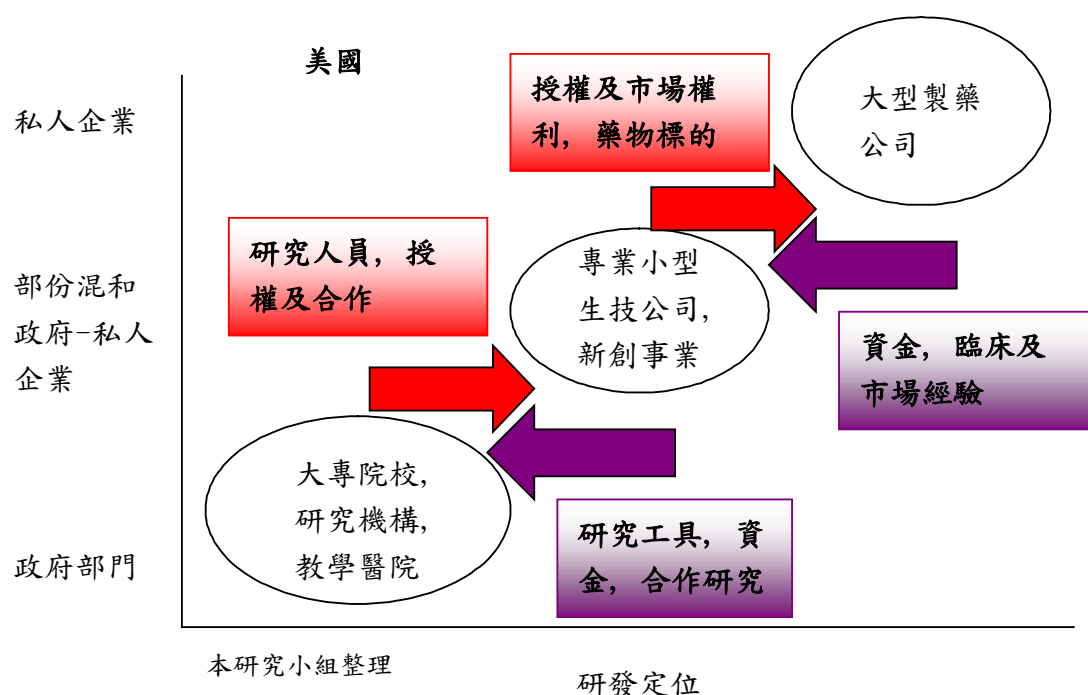 美國
私人企業
授權及市場權
利, 藥物標的
大型製藥
公司
研究人員, 授
權及合作
部份混和
政府-私人
企業
專業小型
生技公司,
新創事業
資金, 臨床及
市場經驗
大專院校,
研究機構,
教學醫院
研究工具, 資
金, 合作研究
政府部門
本研究小組整理
研發定位